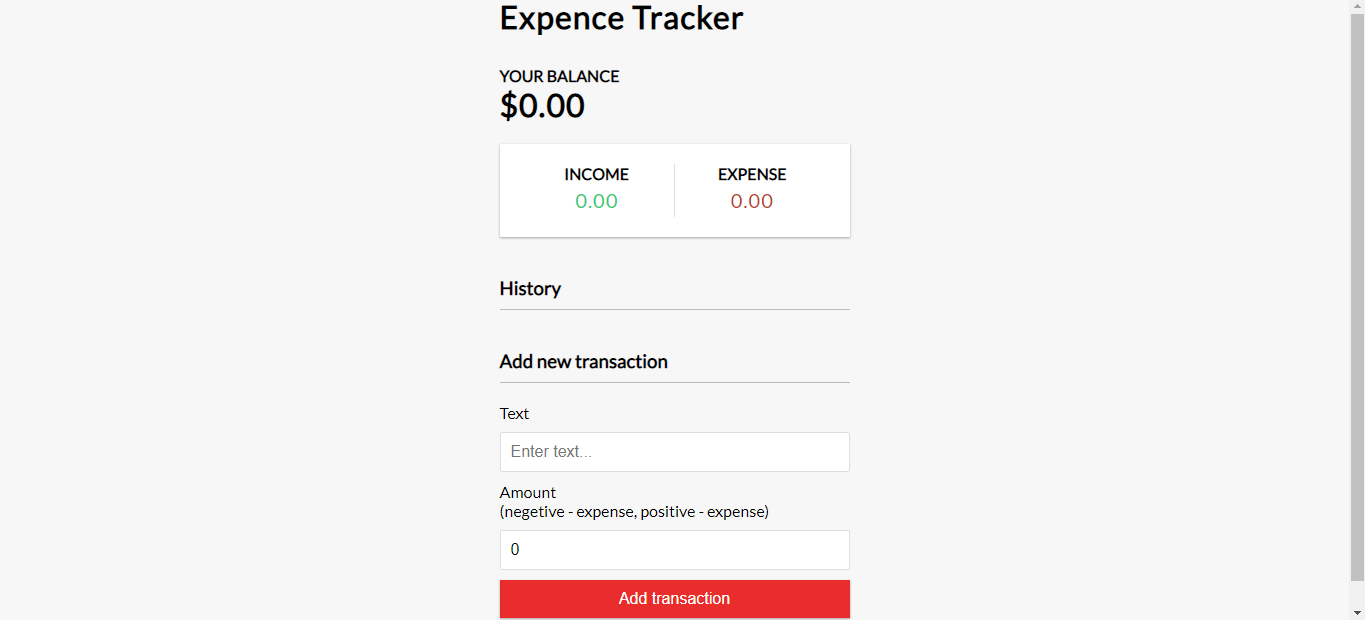 Expence Tracker
YOUR BALANCE
$0.00
INCOME EXPENSE
0.00 0.00
History
Add new transaction
Text
Enter text...
Amount
(negetive - expense, positive - expense)
0
Add transaction